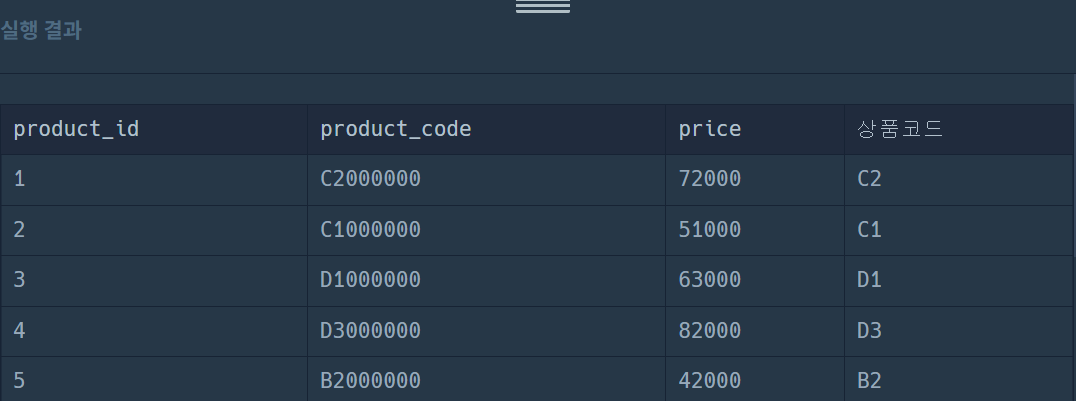 실행 결과
product_id product_code price 상품코드
1 C2000000 72000 C2
2 C1000000 51000 C1
3 D1000000 63000 D1
4 D3000000 82000 D3
5 B2000000 42000 B2